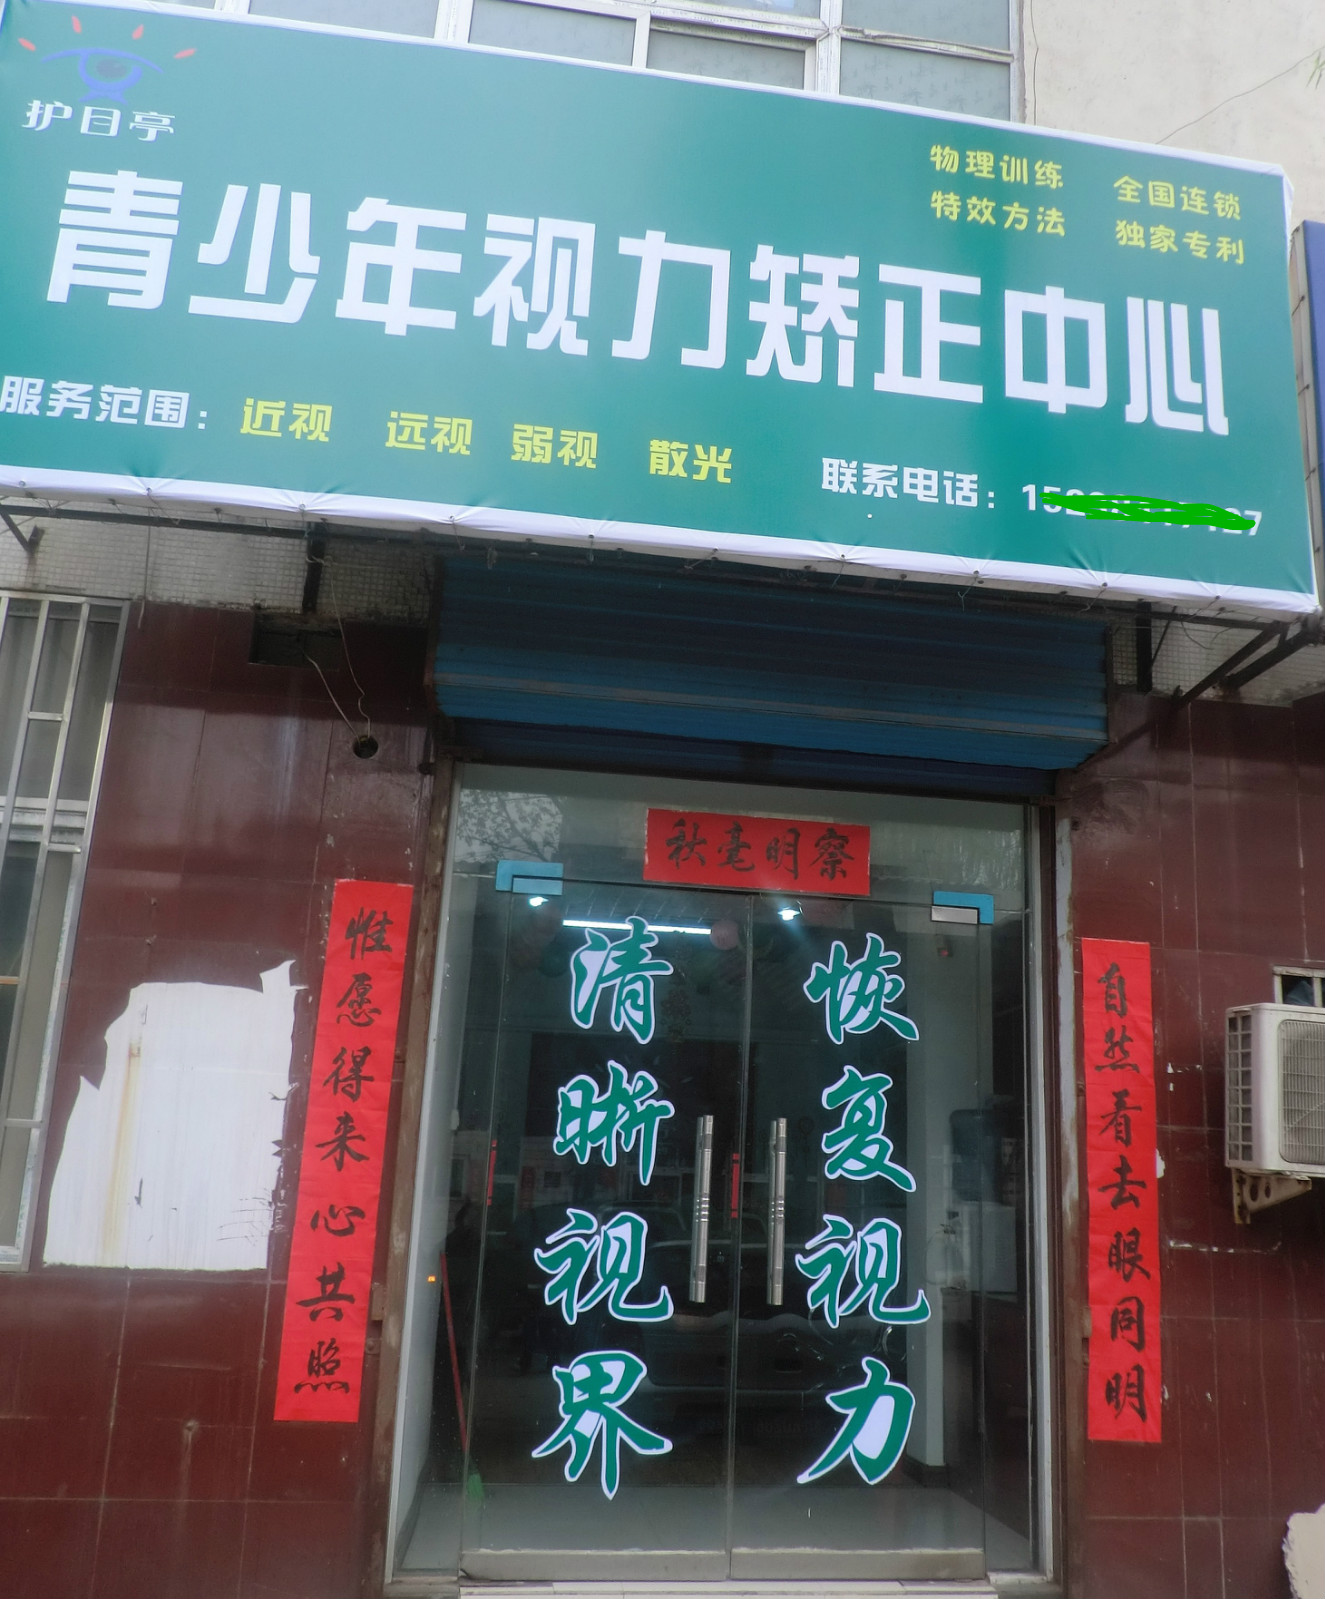 护目亭
物理训练 全国连锁
特效方法 独家专利
青少年视力矫正中心
服务范围：近视 远视 弱视 散光
联系电话：15
秋毫明察
惟愿得来心共照
清晰视界
恢复视力
自然看去眼同明